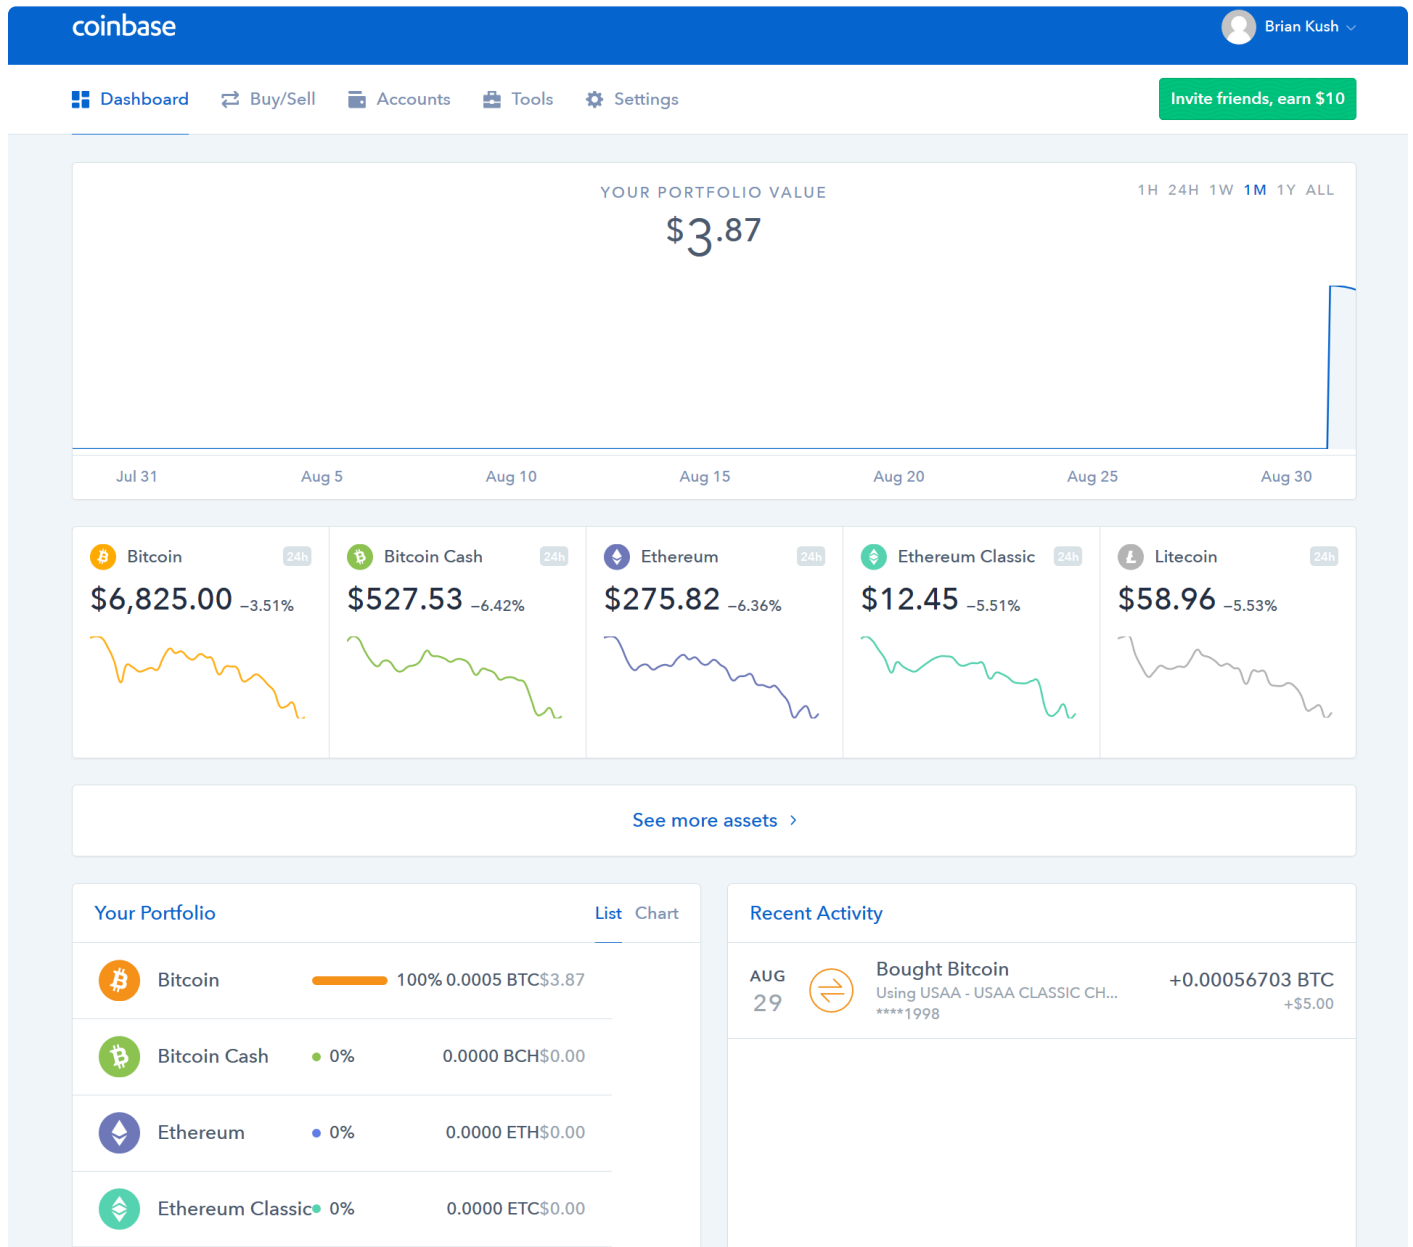 coinbase
Brian Kush
Dashboard
Buy/Sell
Accounts
Tools
Settings
Invite friends, earn $10
YOUR PORTFOLIO VALUE
1H 24H 1W 1M 1Y ALL
$3.87
Jul 31
Aug 5
Aug 10
Aug 15
Aug 20
Aug 25
Aug 30
Bitcoin
24h
$6,825.00 –3.51%
Bitcoin Cash
24h
$527.53 –6.42%
Ethereum
24h
$275.82 –6.36%
Ethereum Classic
24h
$12.45 –5.51%
Litecoin
24h
$58.96 –5.53%
See more assets
Your Portfolio
List
Chart
Bitcoin
100% 0.0005 BTC$3.87
Bitcoin Cash
0%
0.0000 BCH$0.00
Ethereum
0%
0.0000 ETH$0.00
Ethereum Classic
0%
0.0000 ETC$0.00
Recent Activity
AUG
29
Bought Bitcoin
Using USAA - USAA CLASSIC CH...
****1998
+0.00056703 BTC
+$5.00